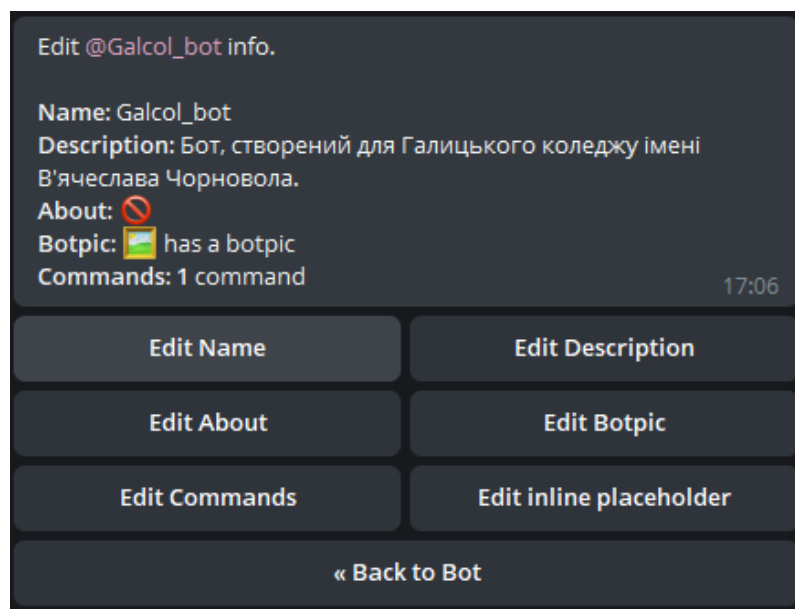 Edit @Galcol_bot info.
Name: Galcol_bot
Description: Бот, створений для Галицького коледжу імені
В'ячеслава Чорновола.
About: 🚫
Botpic: 🖼 has a botpic
Commands: 1 command
17:06
Edit Name
Edit Description
Edit About
Edit Botpic
Edit Commands
Edit inline placeholder
« Back to Bot